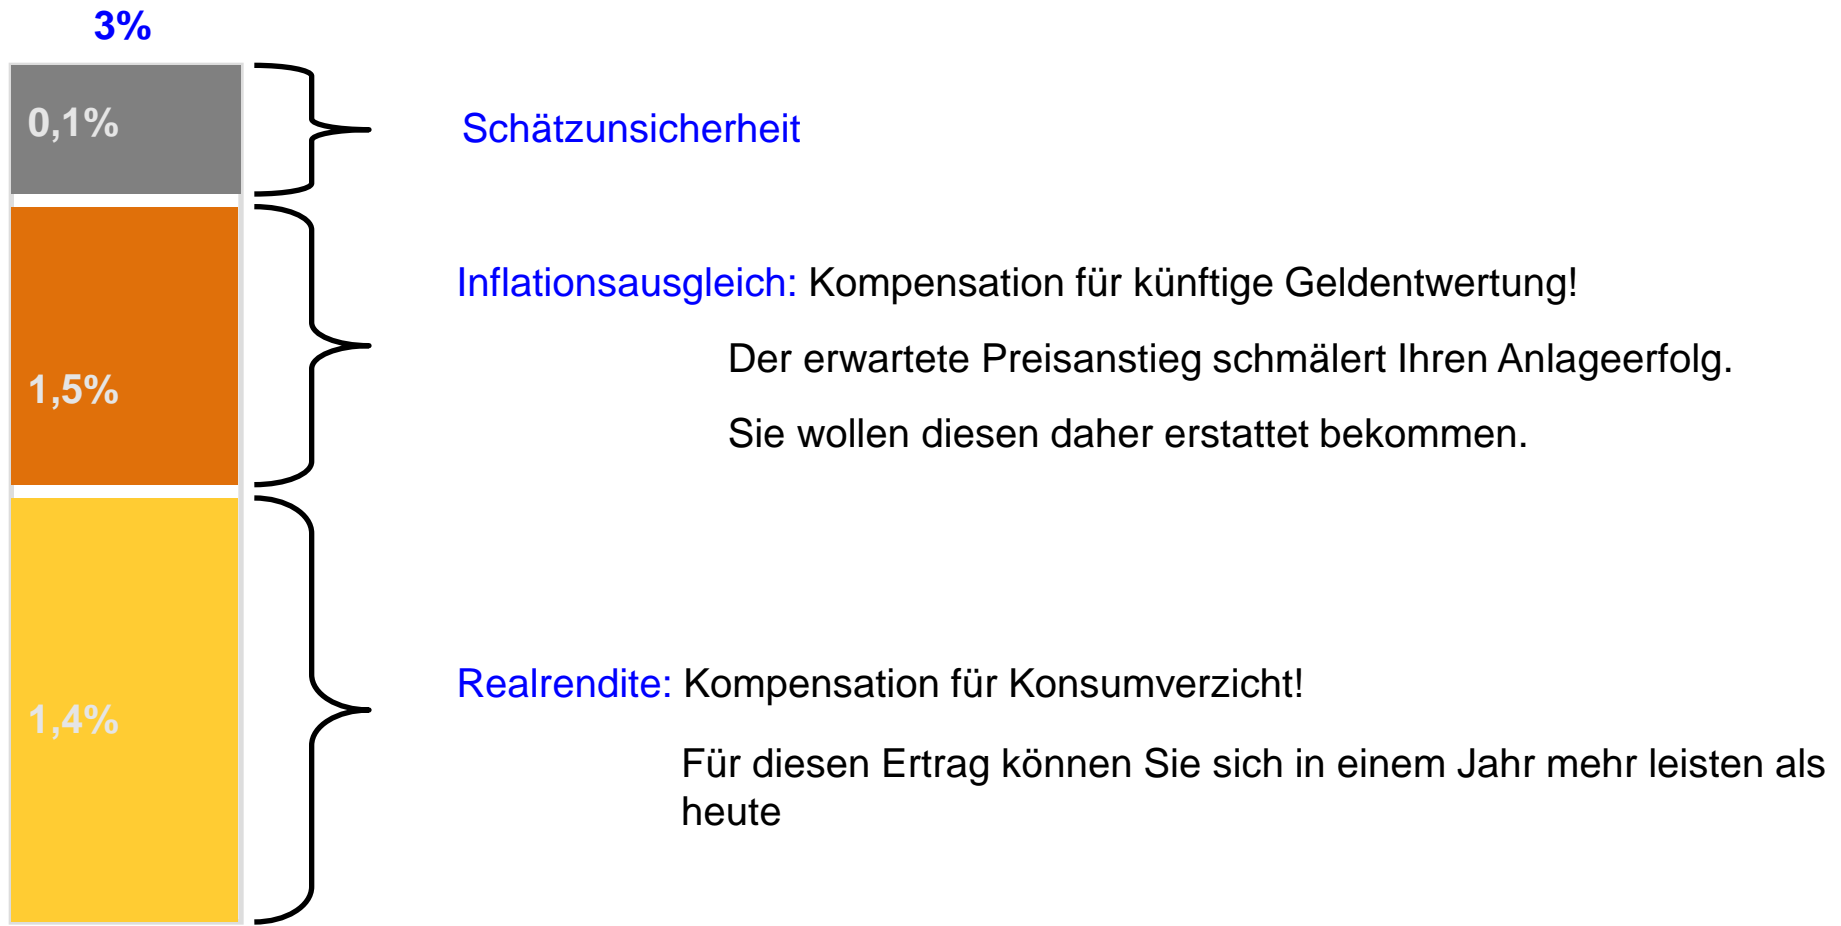 3%
0,1%
Schätzunsicherheit
Inflationsausgleich: Kompensation für künftige Geldentwertung!
Der erwartete Preisanstieg schmälert Ihren Anlageerfolg.
1,5%
Sie wollen diesen daher erstattet bekommen.
Realrendite: Kompensation für Konsumverzicht!
1,4%
Für diesen Ertrag können Sie sich in einem Jahr mehr leisten als
heute